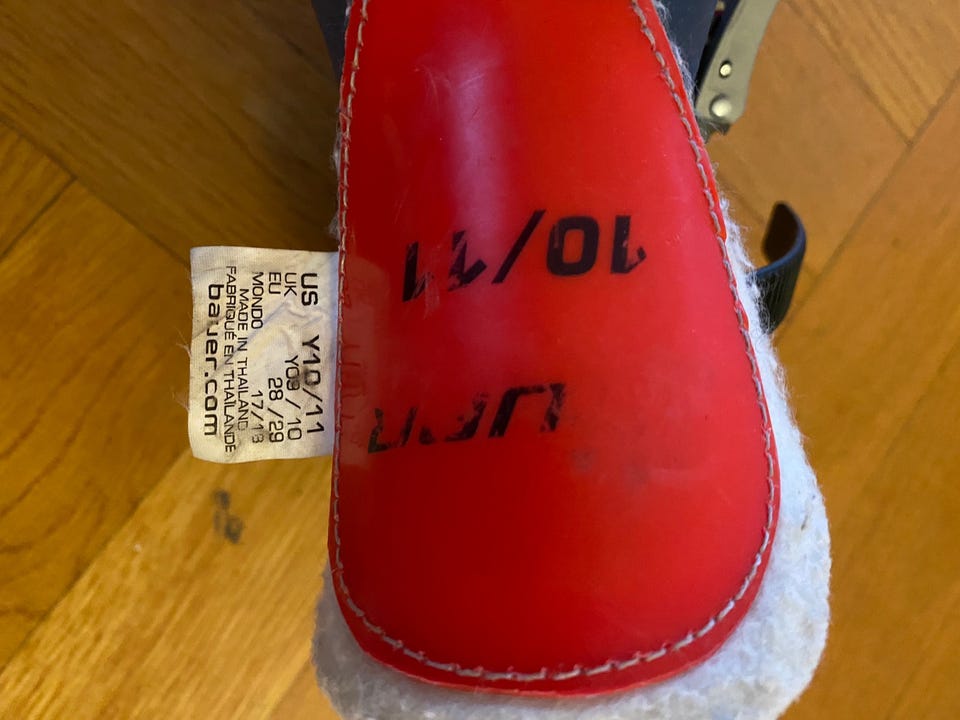 US Y10/11
UK Y09/10
EU 28/29
MONDO 17/18
MADE IN THAILAND
FABRIQUÉ EN THAÏLANDE
bauer.com
10/11